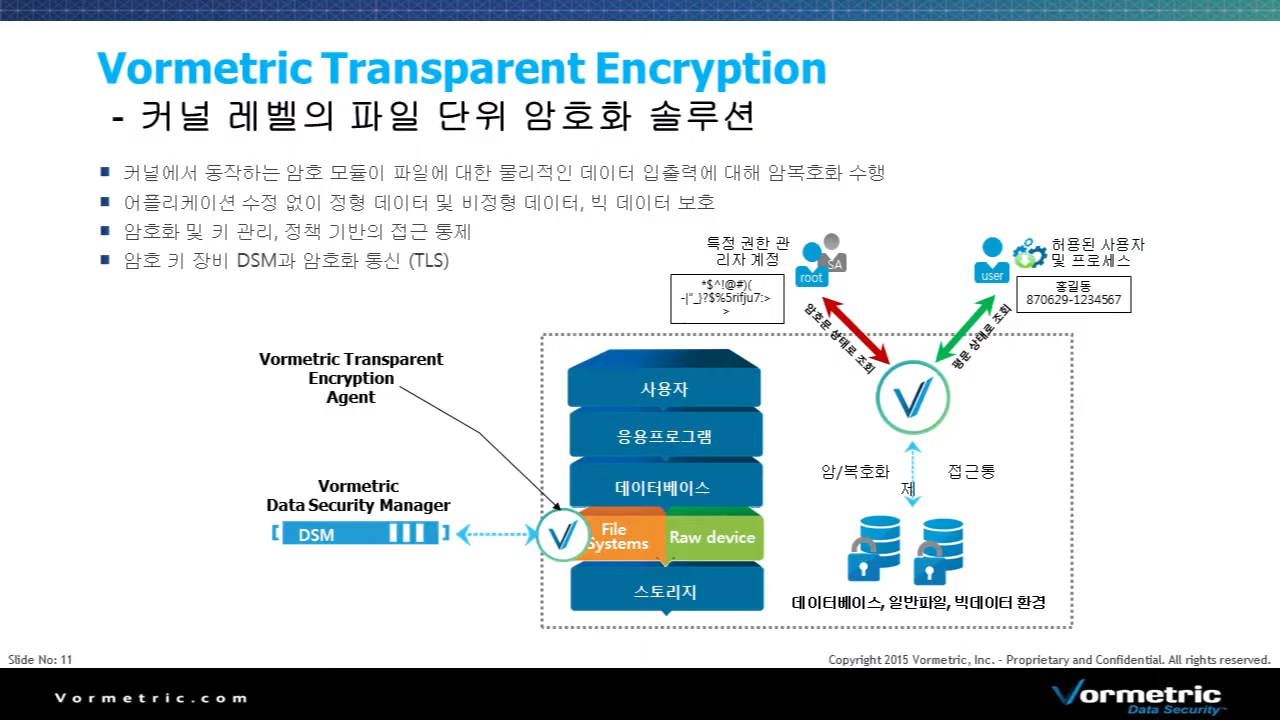 Vormetric Transparent Encryption
- 커널 레벨의 파일 단위 암호화 솔루션
커널에서 동작하는 암호 모듈이 파일에 대한 물리적인 데이터 입출력에 대해 암복호화 수행
어플리케이션 수정 없이 정형 데이터 및 비정형 데이터, 빅 데이터 보호
암호화 및 키 관리, 정책 기반의 접근 통제
암호 키 장비 DSM과 암호화 통신 (TLS)
특정 권한 관
리자 계정
SA
root
*$^!@#)(
-|"_}?$%5rifju7:>
>
user
허용된 사용자
및 프로세스
홍길동
870629-1234567
암호문 상태로 조회
평문 상태로 조회
Vormetric Transparent
Encryption
Agent
사용자
응용프로그램
데이터베이스
File
Systems
Raw device
스토리지
Vormetric
Data Security Manager
DSM
암/복호화 접근통
제
데이터베이스, 일반파일, 빅데이터 환경
Slide No: 11
Copyright 2015 Vormetric, Inc. – Proprietary and Confidential. All rights reserved.
Vormetric.com
Vormetric
Data Security™